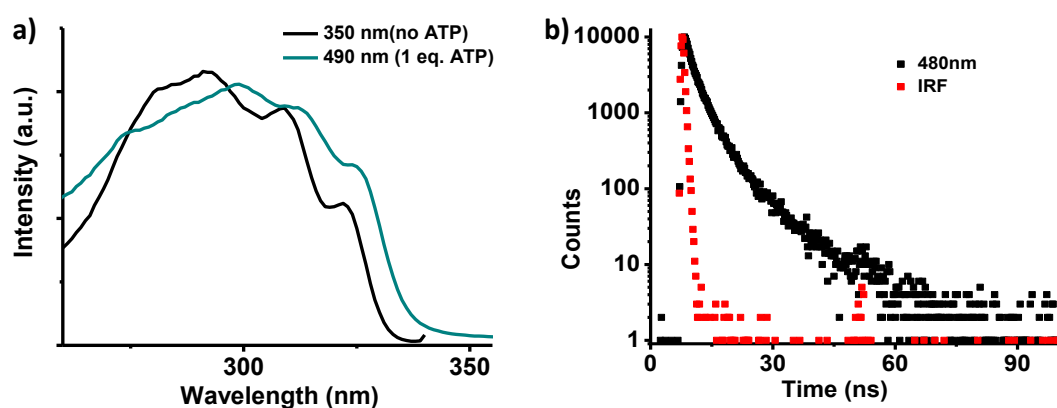 a)
350 nm(no ATP)
490 nm (1 eq. ATP)
Intensity (a.u.)
300
350
Wavelength (nm)
b)
480nm
IRF
10000
1000
100
10
1
Counts
0
30
60
90
Time (ns)